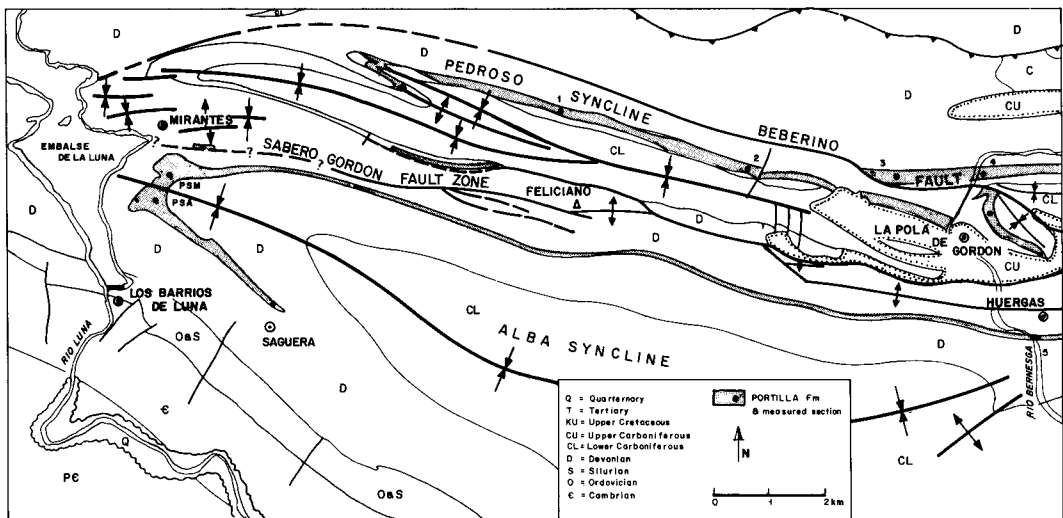 CL
D
D
D
D
C
CU
PEDROSO
SYNCLINE
1
BEBERINO
2
3
4
MIRANTES
?
?
?
EMBALSE
DE LA LUNA
SABERO GORDON
FAULT ZONE
CL
FAULT
CL
PSM
PSA
FELICIANO
D
D
LA POLA
DE
GORDON
CU
D
D
D
D
HUERGAS
LOS BARRIOS
DE LUNA
CL
ALBA SYNCLINE
D
5
O&S
SAGUERA
RIO LUNA
D
RIO BERNESGA
Є
Q
PЄ
O&S
CL
Q = Quarternary
T = Tertiary
KU = Upper Cretaceous
CU = Upper Carboniferous
CL = Lower Carboniferous
D = Devonian
S = Silurian
O = Ordovician
Є = Cambrian
PORTILLA Fm
& measured section
N
0 1 2 km